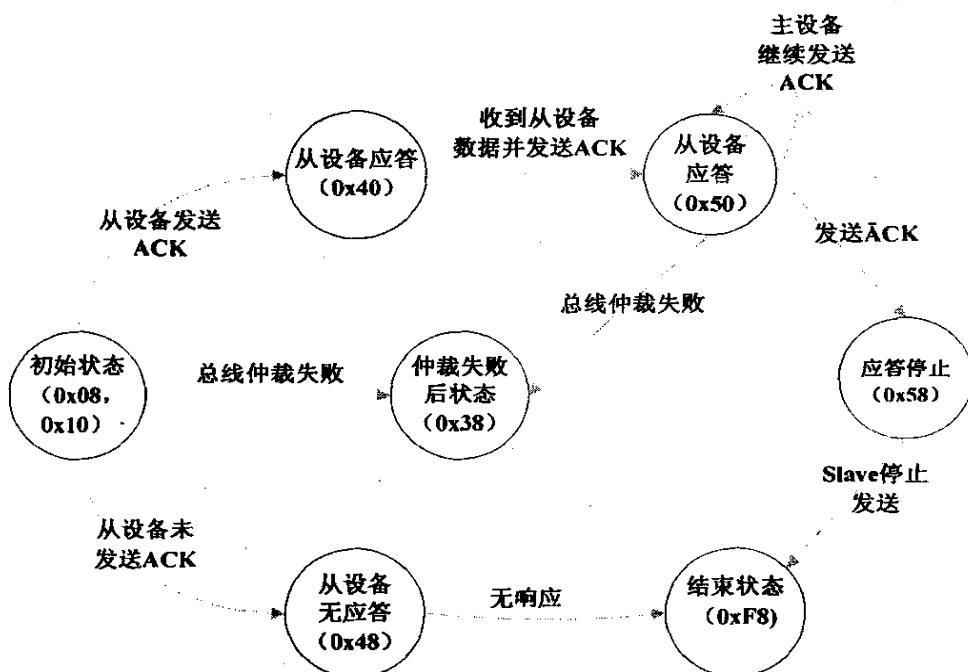 主设备
继续发送
ACK
收到从设备
数据并发送ACK
从设备应答
（0x40）
从设备
应答
（0x50）
从设备发送
ACK
发送ĀCK
总线仲裁失败
初始状态
（0x08，
0x10）
总线仲裁失败
仲裁失败
后状态
（0x38）
应答停止
（0x58）
Slave停止
发送
从设备未
发送ACK
从设备
无应答
（0x48）
无响应
结束状态
（0xF8)